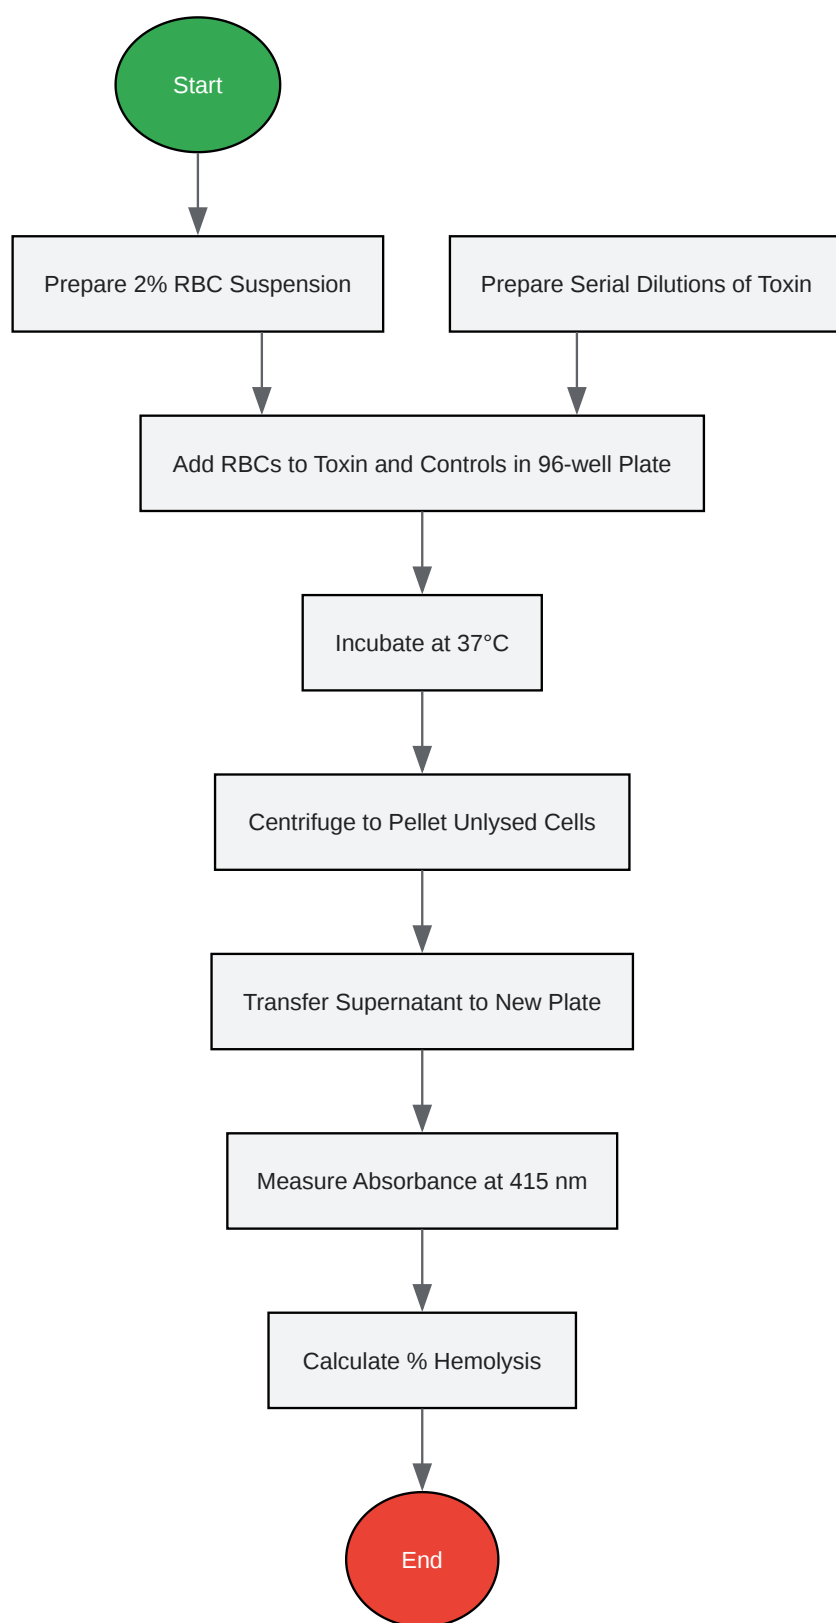 Start
Prepare 2% RBC Suspension
Prepare Serial Dilutions of Toxin
Add RBCs to Toxin and Controls in 96-well Plate
Incubate at 37°C
Centrifuge to Pellet Unlysed Cells
Transfer Supernatant to New Plate
Measure Absorbance at 415 nm
Calculate % Hemolysis
End